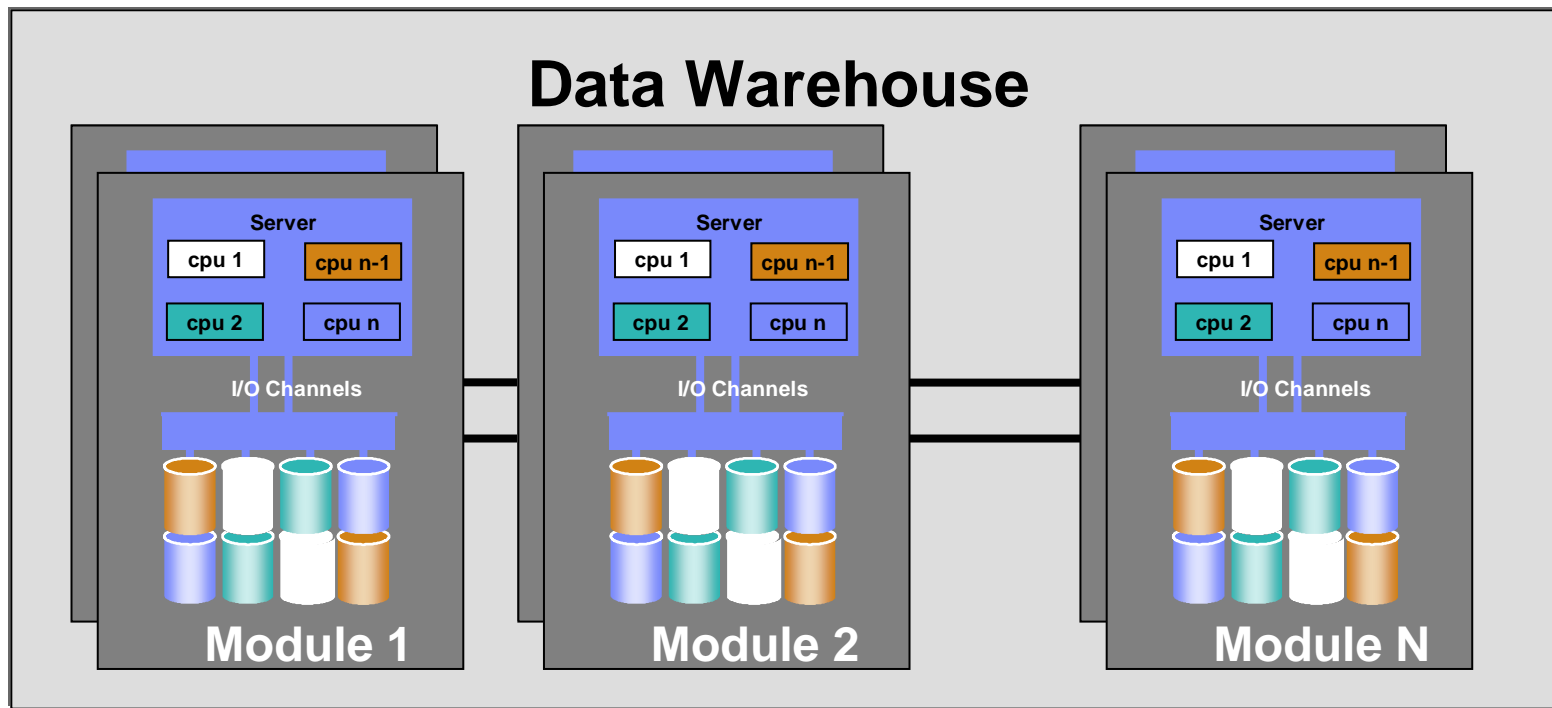 Data Warehouse
Server
cpu 1
cpu n-1
cpu 2
cpu n
I/O Channels
Module 1
Server
cpu 1
cpu n-1
cpu 2
cpu n
I/O Channels
Module 2
Server
cpu 1
cpu n-1
cpu 2
cpu n
I/O Channels
Module N